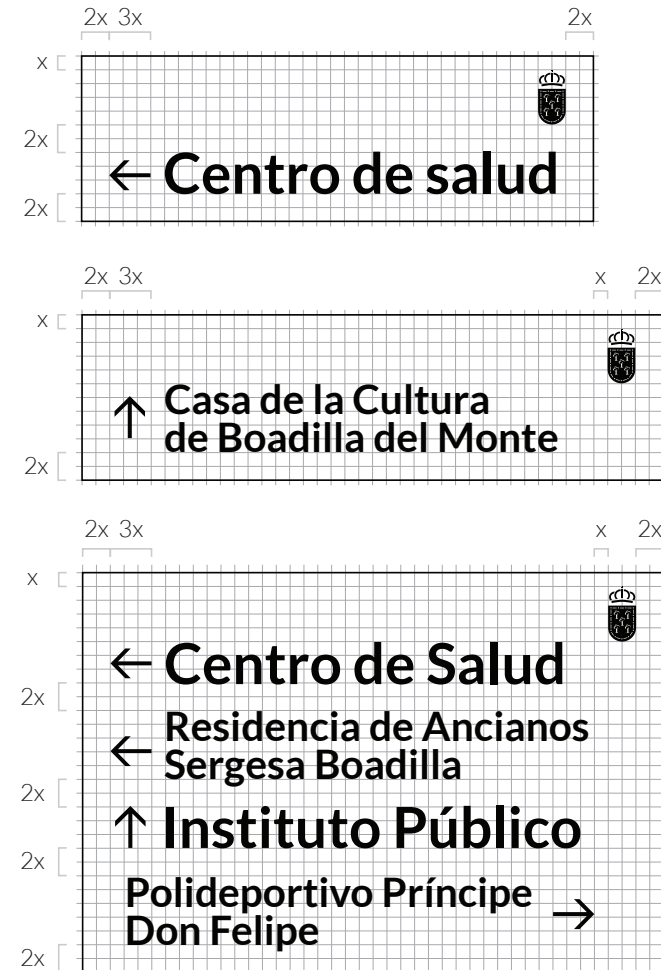 2x 3x 2x
x
2x
← Centro de salud
2x
2x 3x x 2x
x
↑ Casa de la Cultura
de Boadilla del Monte
2x
2x 3x x 2x
x
← Centro de Salud
2x
← Residencia de Ancianos
Sergesa Boadilla
2x
↑ Instituto Público
2x
Polideportivo Príncipe →
Don Felipe
2x